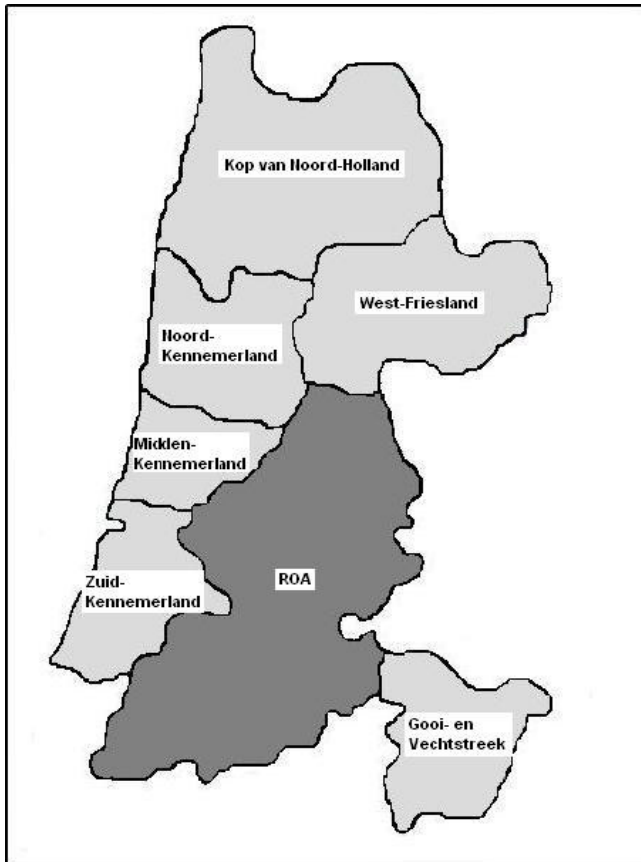 Kop van Noord-Holland
West-Friesland
Noord-
Kennemerland
Midden-
Kennemerland
Zuid-
Kennemerland
ROA
Gooi- en
Vechtstreek